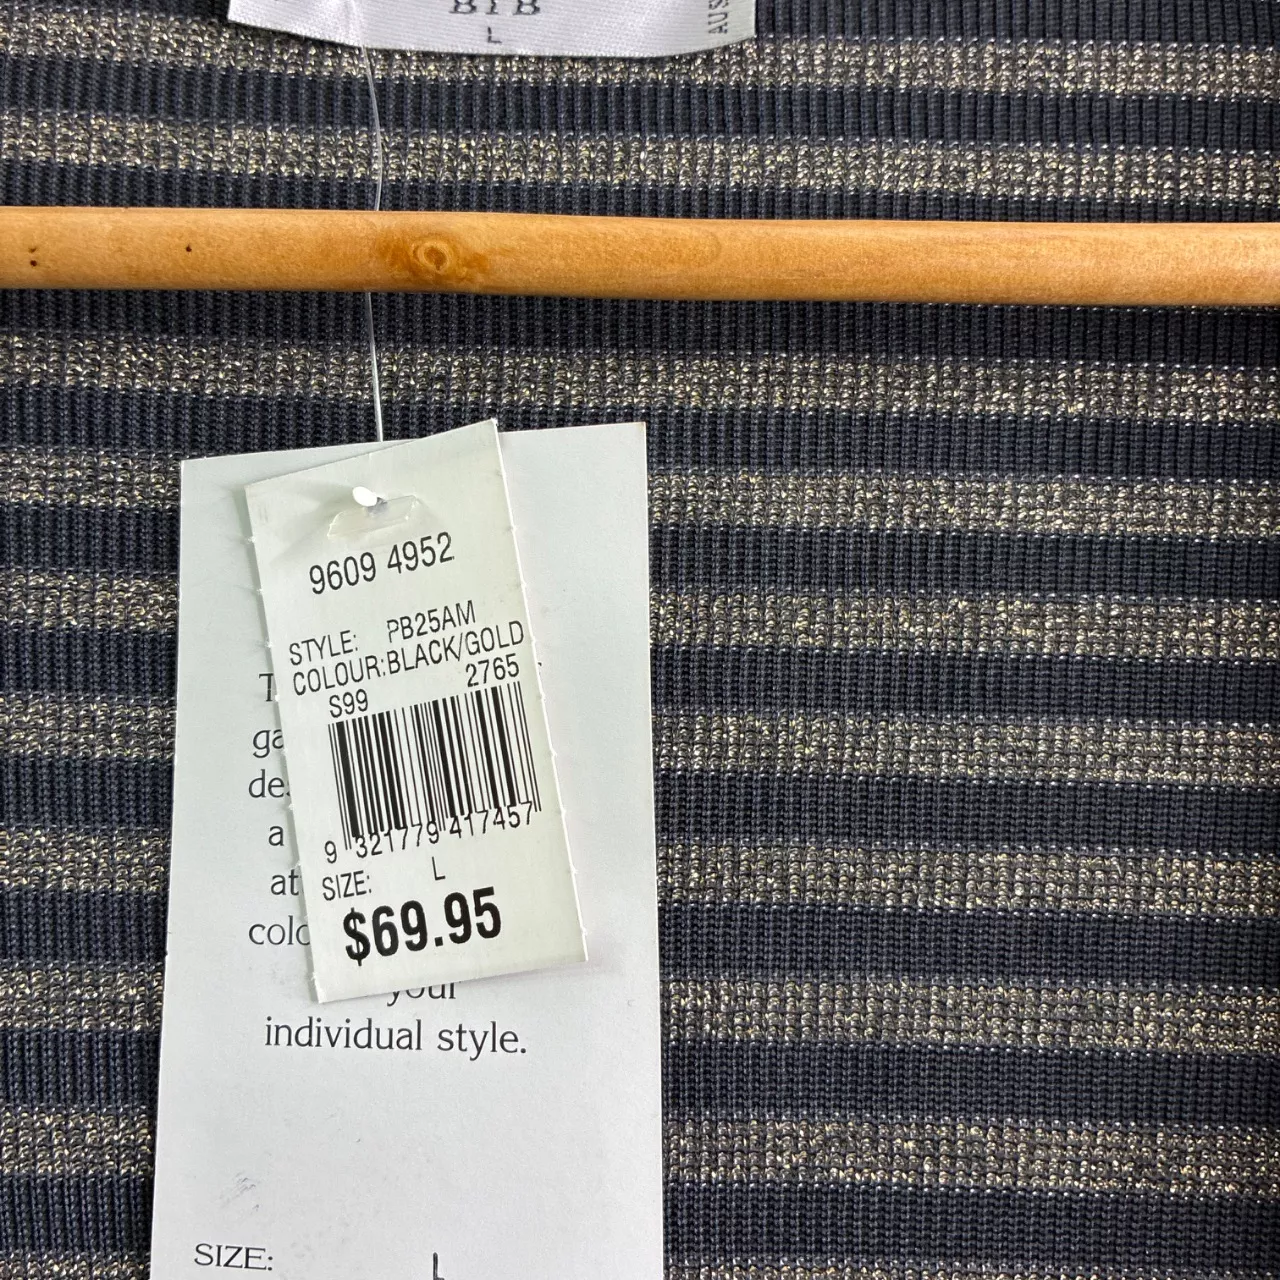 L
AUS
9609 4952
STYLE: PB25AM
COLOUR:BLACK/GOLD
S99 2765
9 321779 417457
SIZE: L
$69.95
your
individual style.
SIZE: L